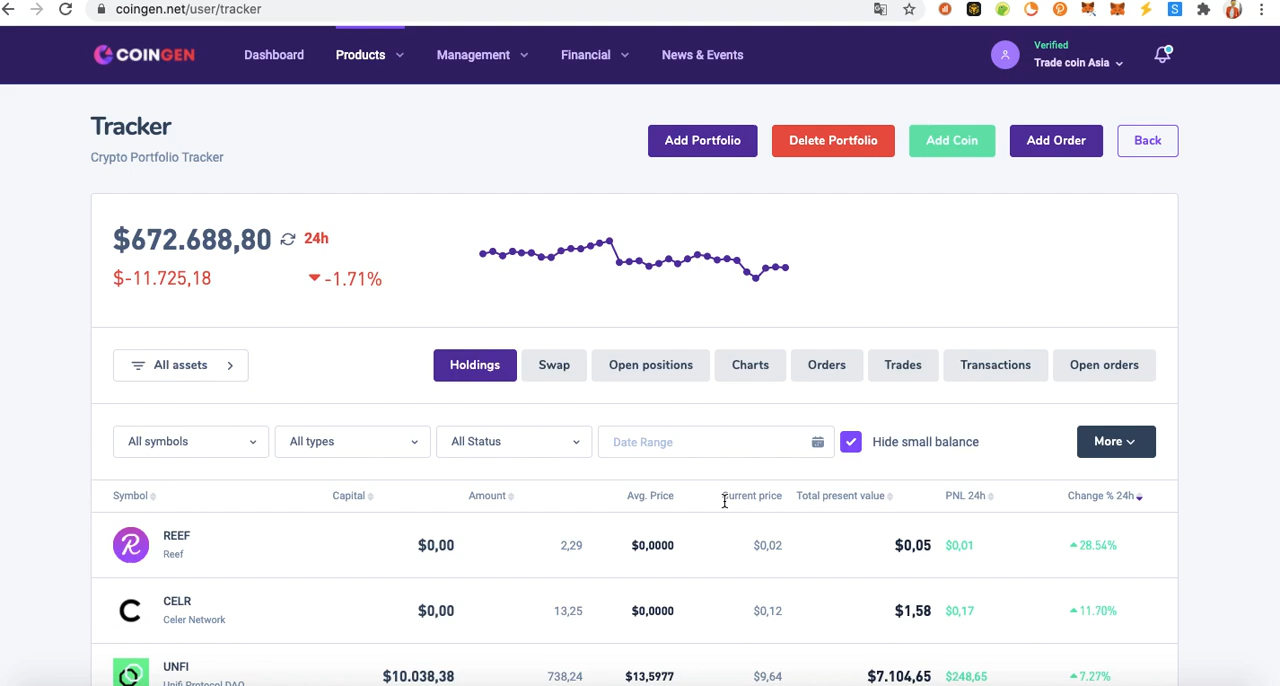 coingen.net/user/tracker
COINGEN
Dashboard Products Management Financial News & Events
Verified
Trade coin Asia
Tracker
Crypto Portfolio Tracker
Add Portfolio Delete Portfolio Add Coin Add Order Back
$672.688,80 24h
$-11.725,18 -1.71%
All assets Holdings Swap Open positions Charts Orders Trades Transactions Open orders
All symbols All types All Status Date Range Hide small balance More
Symbol Capital Amount Avg. Price Current price Total present value PNL 24h Change % 24h
REEF
Reef
$0,00 2,29 $0,0000 $0,02 $0,05 $0,01 28.54%
CELR
Celer Network
$0,00 13,25 $0,0000 $0,12 $1,58 $0,17 11.70%
UNFI
Unifi Protocol DAO
$10.038,38 738,24 $13,5977 $9,64 $7.104,65 $248,65 7.27%